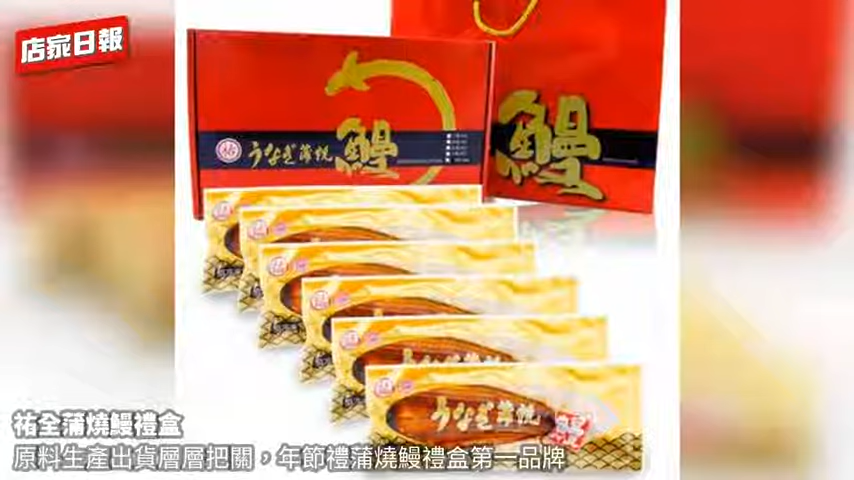 店家日報
祐
うなぎ蒲焼
鰻
鰻
うなぎ蒲焼
祐全蒲燒鰻禮盒
原料生產出貨層層把關，年節禮蒲燒鰻禮盒第一品牌